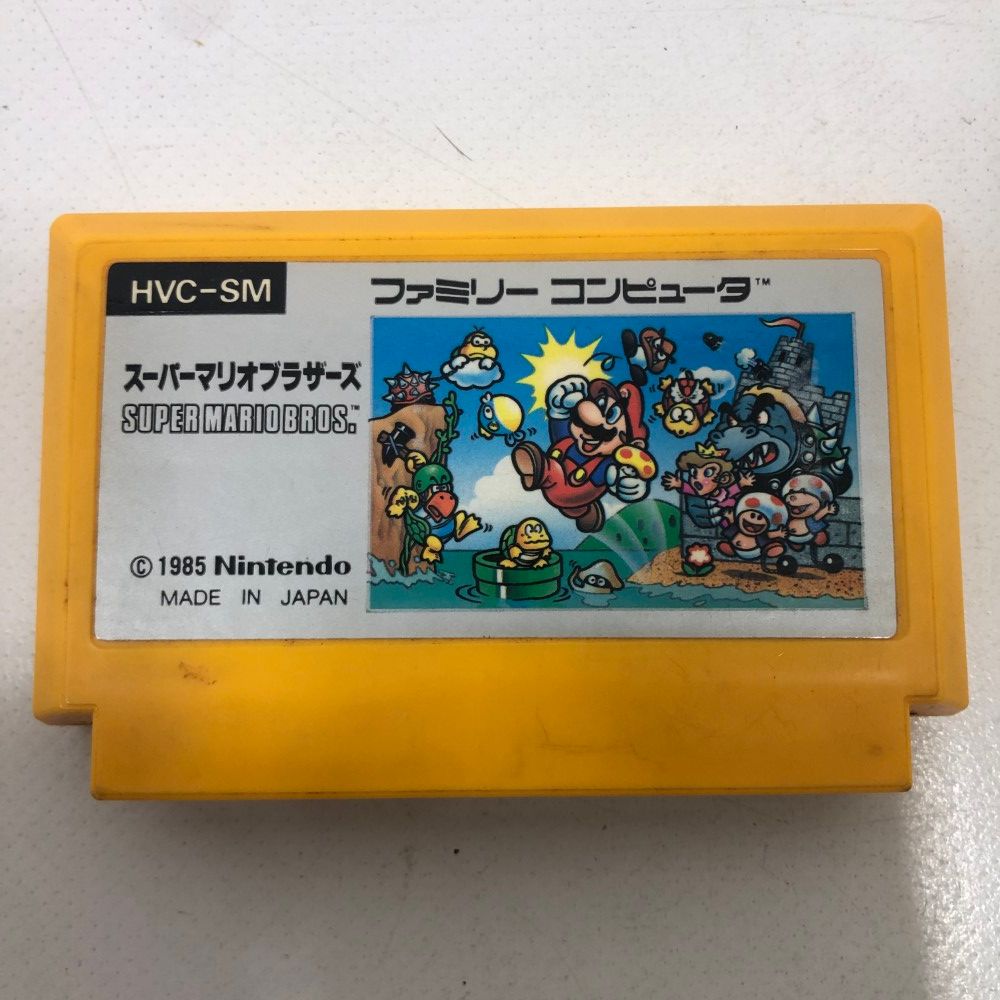 HVC-SM
ファミリー コンピュータ™
スーパーマリオブラザーズ
SUPER MARIO BROS.™
© 1985 Nintendo
MADE IN JAPAN